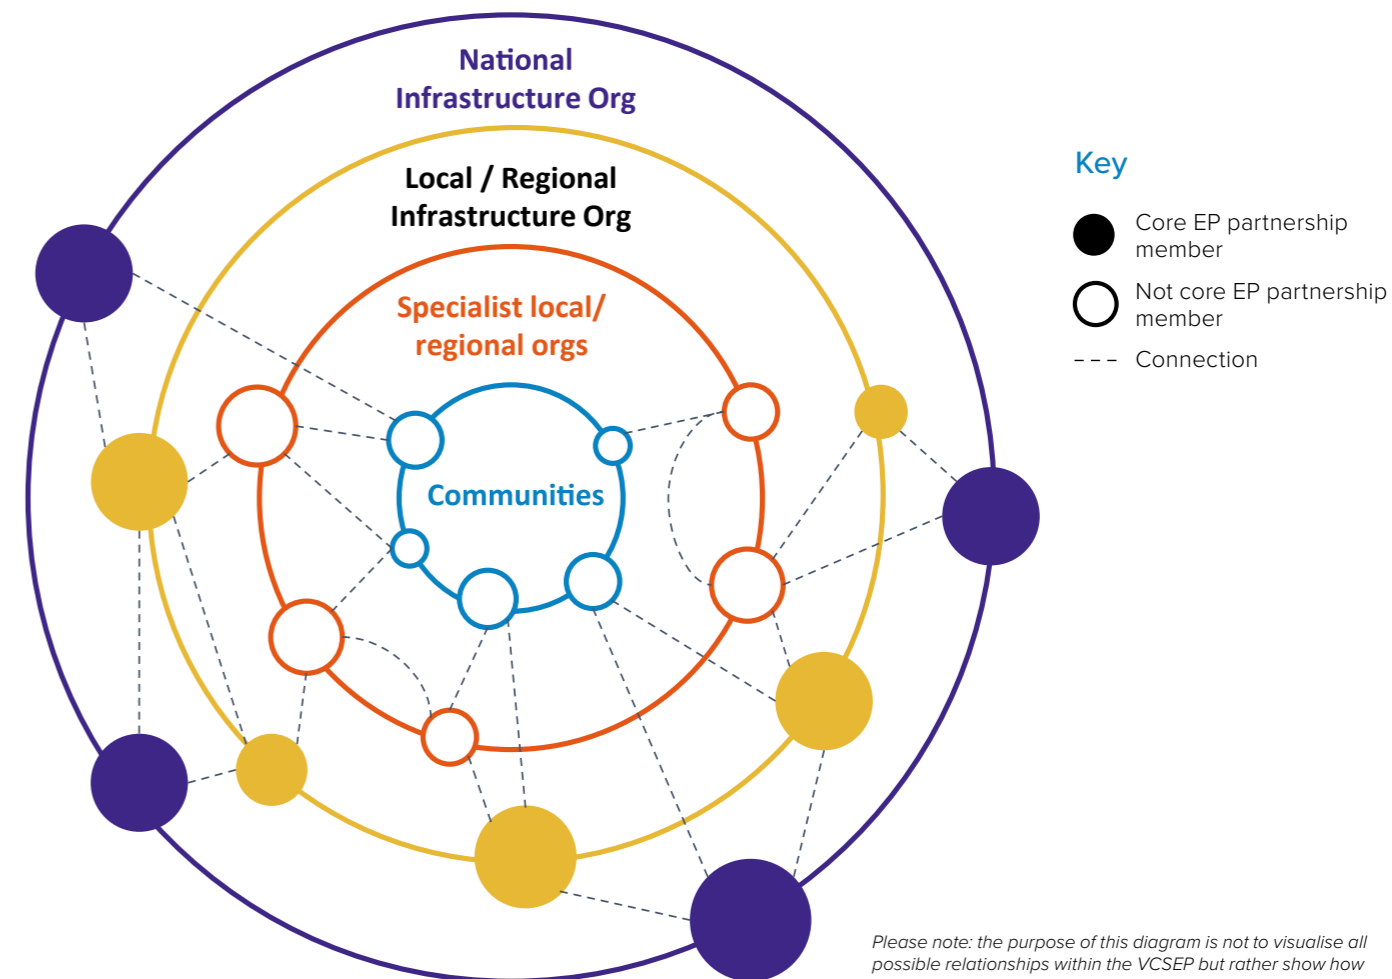 National
Infrastructure Org
Local / Regional
Infrastructure Org
Specialist local/
regional orgs
Communities
Key
Core EP partnership
member
Not core EP partnership
member
Connection
Please note: the purpose of this diagram is not to visualise all
possible relationships within the VCSEP but rather show how